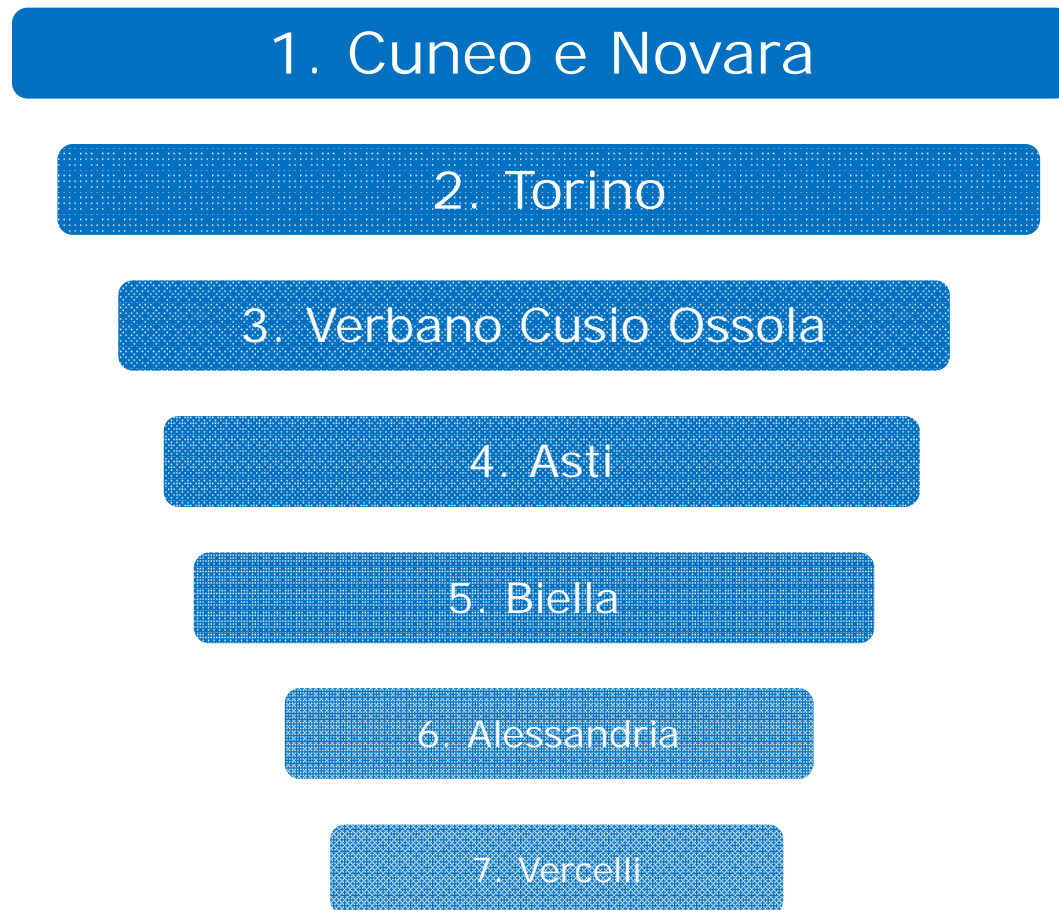 1. Cuneo e Novara
2. Torino
3. Verbano Cusio Ossola
4. Asti
5. Biella
6. Alessandria
7. Vercelli